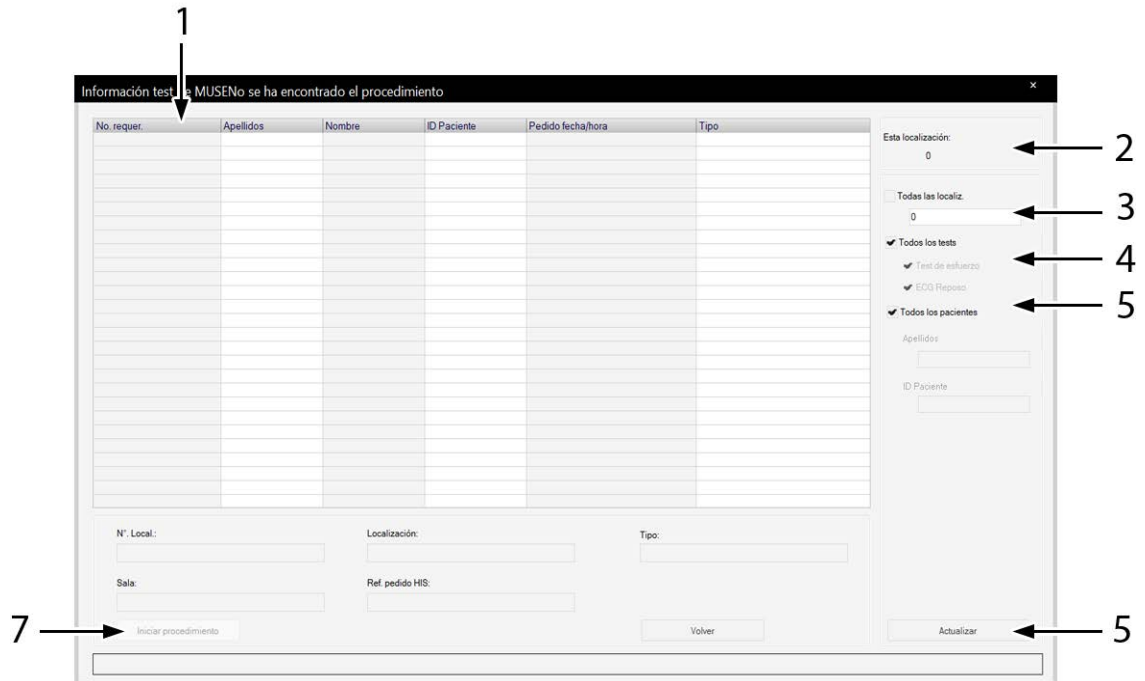 1
Información test de MUSENo se ha encontrado el procedimiento x
No. requer. Apellidos Nombre ID Paciente Pedido fecha/hora Tipo
Esta localización:
0
2
Todas las localiz.
0
3
Todos los tests
Test de esfuerzo
4
ECG Reposo
5
Todos los pacientes
Apellidos
ID Paciente
N°. Local.: Localización: Tipo:
Sala: Ref. pedido HIS:
7 Iniciar procedimiento Volver Actualizar 5